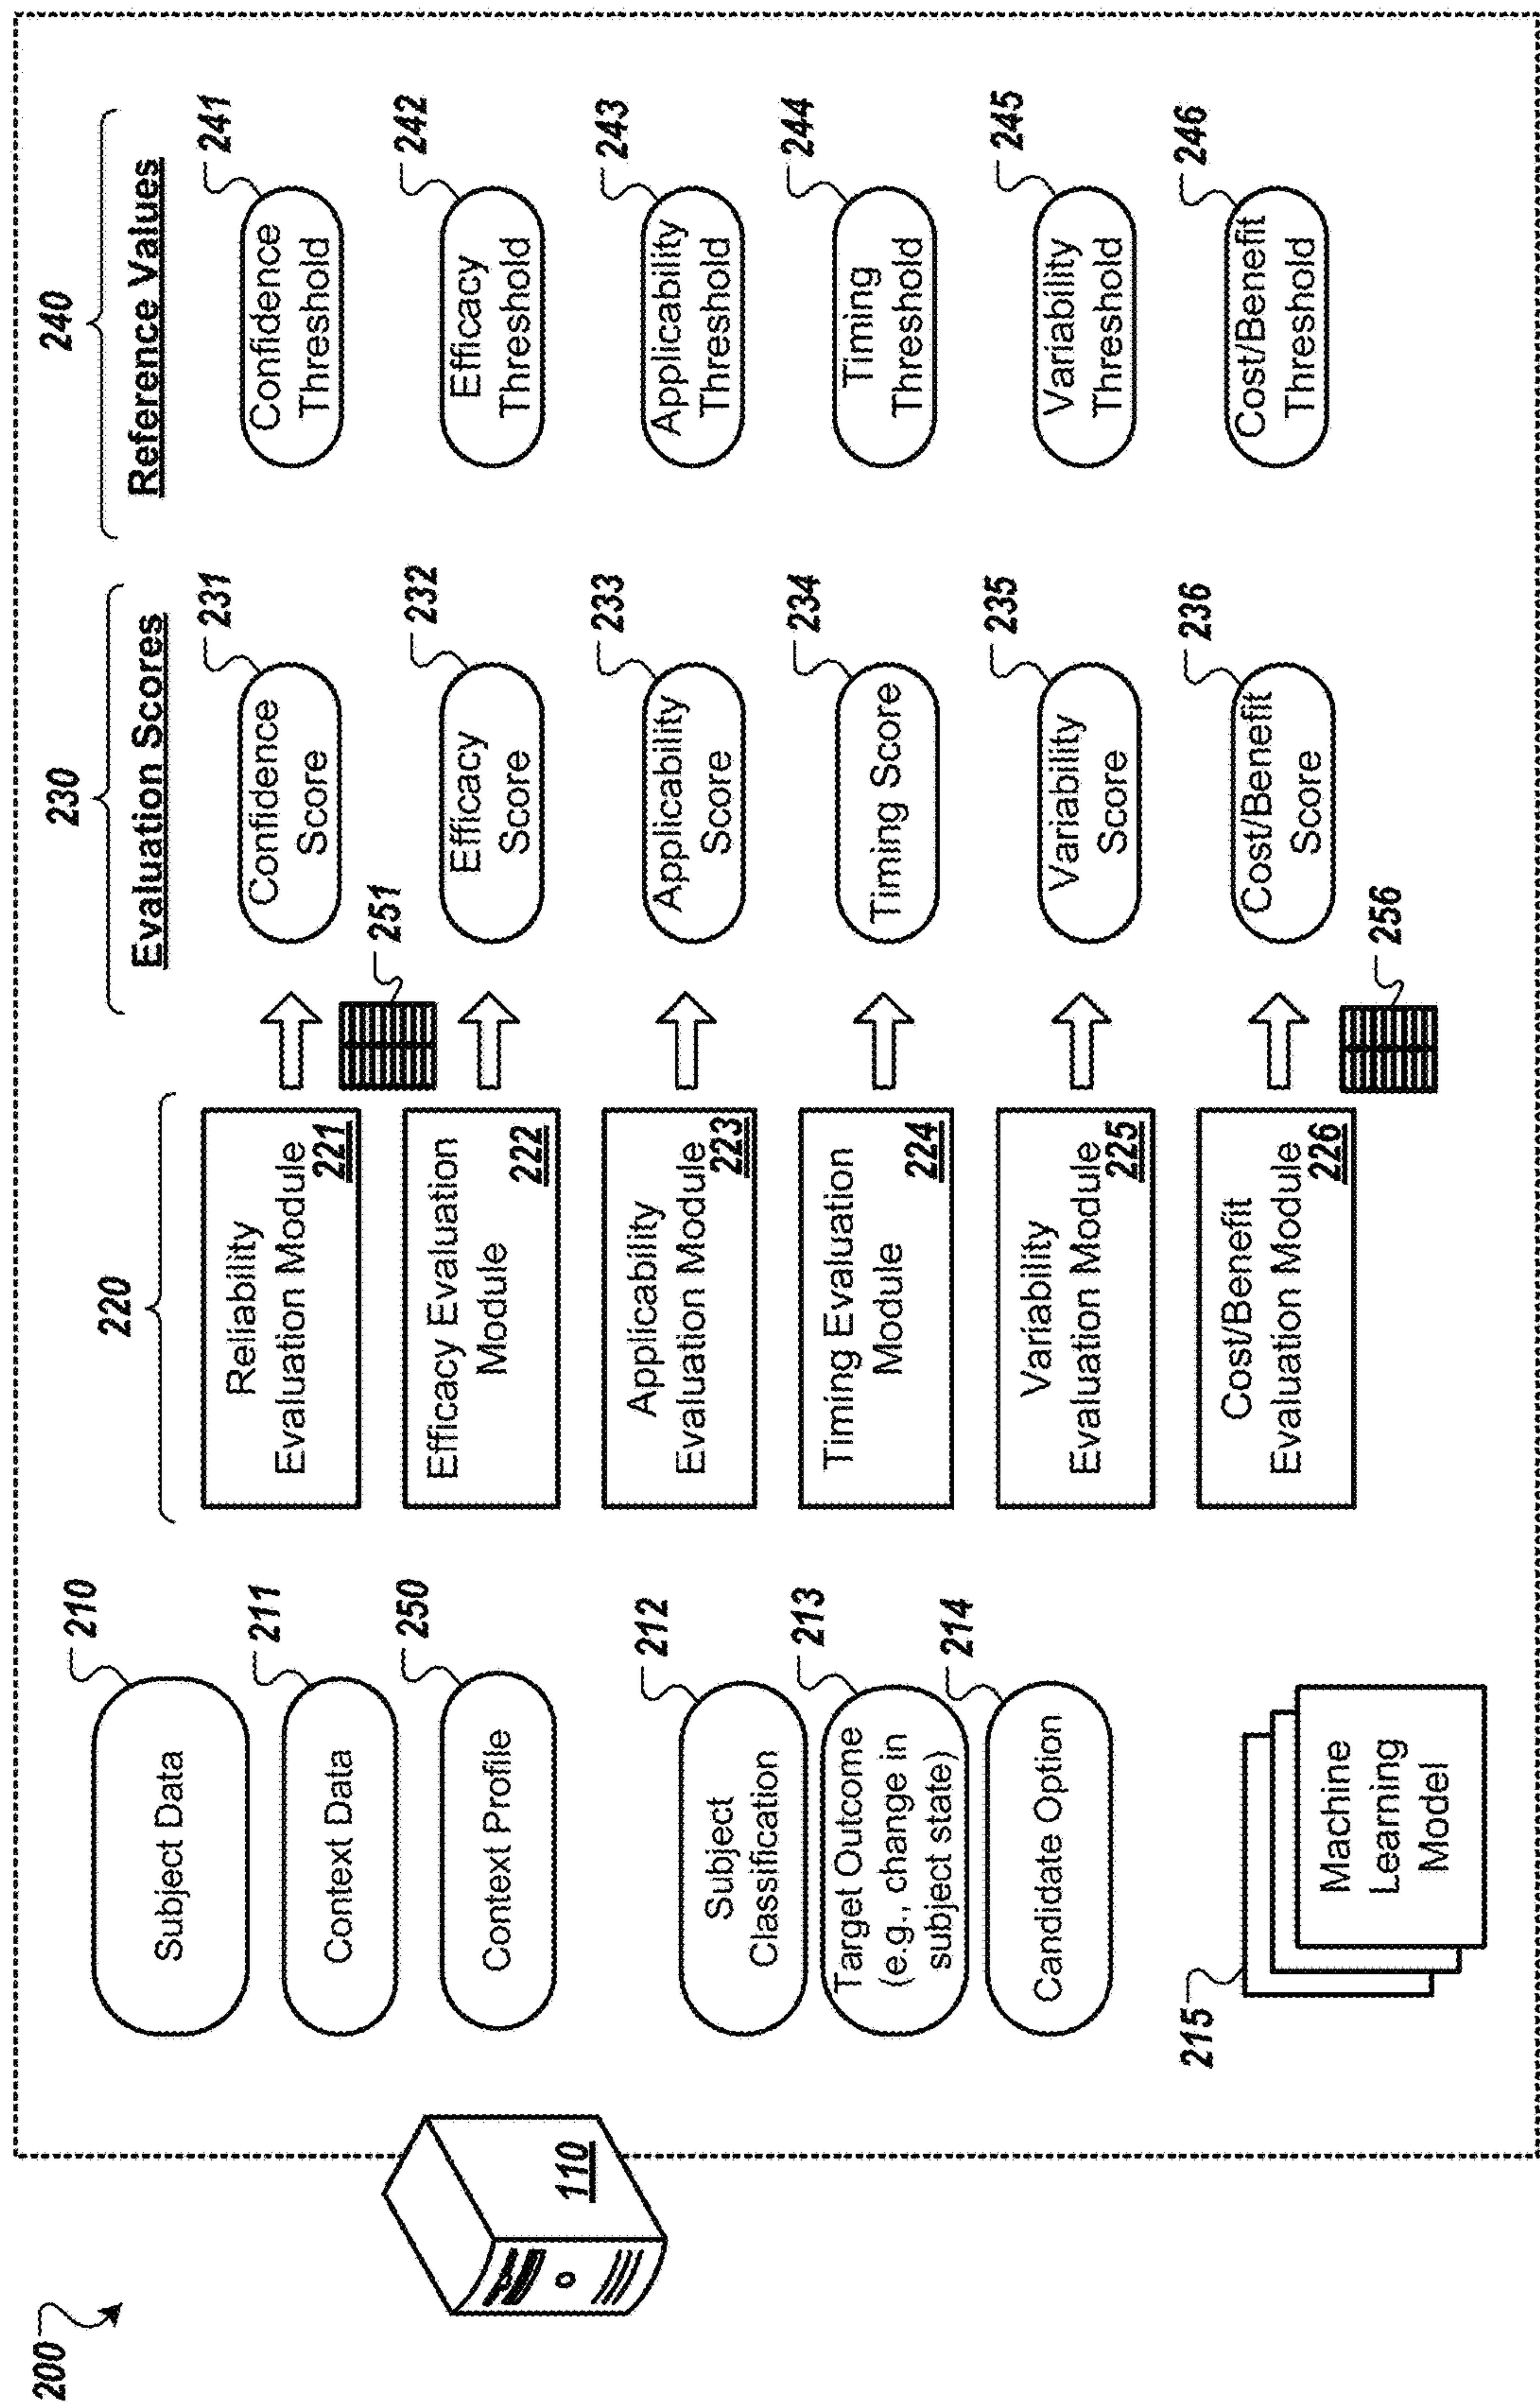 200
110
210
Subject Data
211
Context Data
250
Context Profile
212
Subject
Classification
213
Target Outcome
(e.g., change in
subject state)
214
Candidate Option
215
Machine
Learning
Model
220
Reliability
Evaluation Module
221
Efficacy Evaluation
Module
222
Applicability
Evaluation Module
223
Timing Evaluation
Module
224
Variability
Evaluation Module
225
Cost/Benefit
Evaluation Module
226
251
256
230
Evaluation Scores
231
Confidence
Score
232
Efficacy
Score
233
Applicability
Score
234
Timing Score
235
Variability
Score
236
Cost/Benefit
Score
240
Reference Values
241
Confidence
Threshold
242
Efficacy
Threshold
243
Applicability
Threshold
244
Timing
Threshold
245
Variability
Threshold
246
Cost/Benefit
Threshold